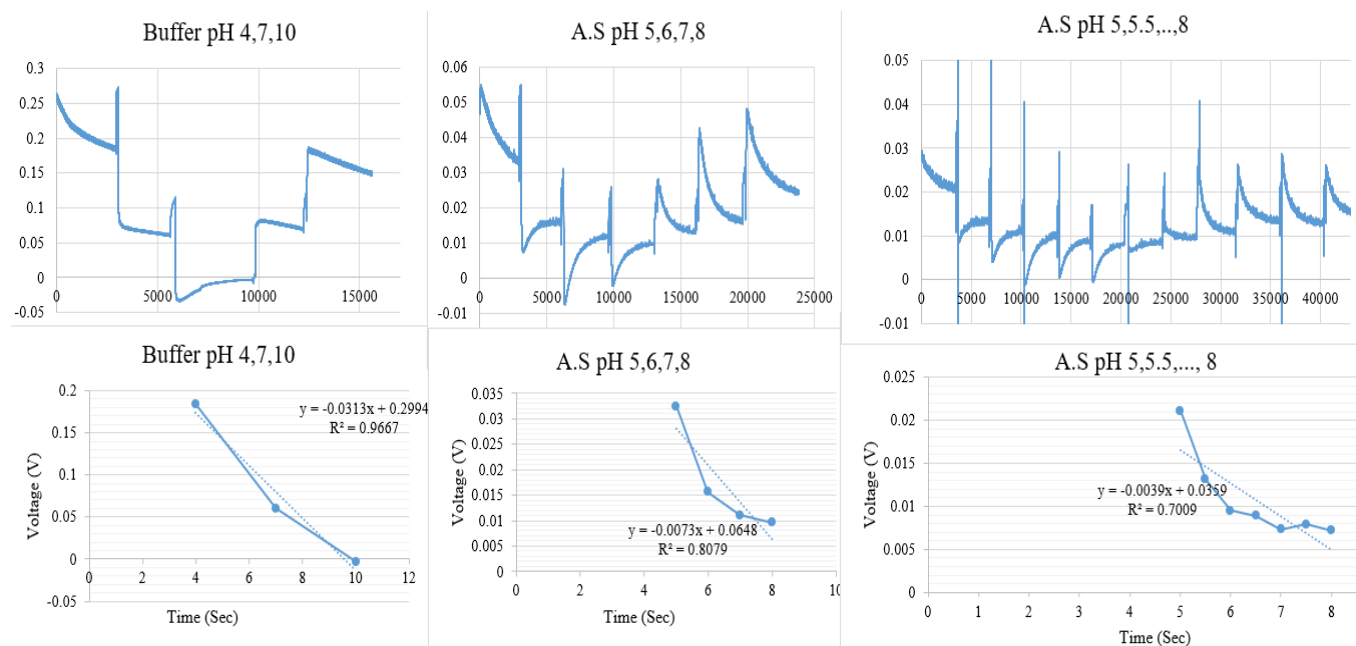 Buffer pH 4,7,10
0.3
0.25
0.2
0.15
0.1
0.05
0
-0.05
0 5000 10000 15000
A.S pH 5,6,7,8
0.06
0.05
0.04
0.03
0.02
0.01
0
-0.01
0 5000 10000 15000 20000 25000
A.S pH 5,5.5,..,8
0.05
0.04
0.03
0.02
0.01
0
-0.01
0 5000 10000 15000 20000 25000 30000 35000 40000
Buffer pH 4,7,10
Voltage (V)
0.2
0.15
0.1
0.05
0
-0.05
0 2 4 6 8 10 12
y = -0.0313x + 0.2994
R² = 0.9667
Time (Sec)
A.S pH 5,6,7,8
Voltage (V)
0.035
0.03
0.025
0.02
0.015
0.01
0.005
0
0 2 4 6 8 10
y = -0.0073x + 0.0648
R² = 0.8079
Time (Sec)
A.S pH 5,5.5,..., 8
Voltage (V)
0.025
0.02
0.015
0.01
0.005
0
0 1 2 3 4 5 6 7 8
y = -0.0039x + 0.0359
R² = 0.7009
Time (Sec)